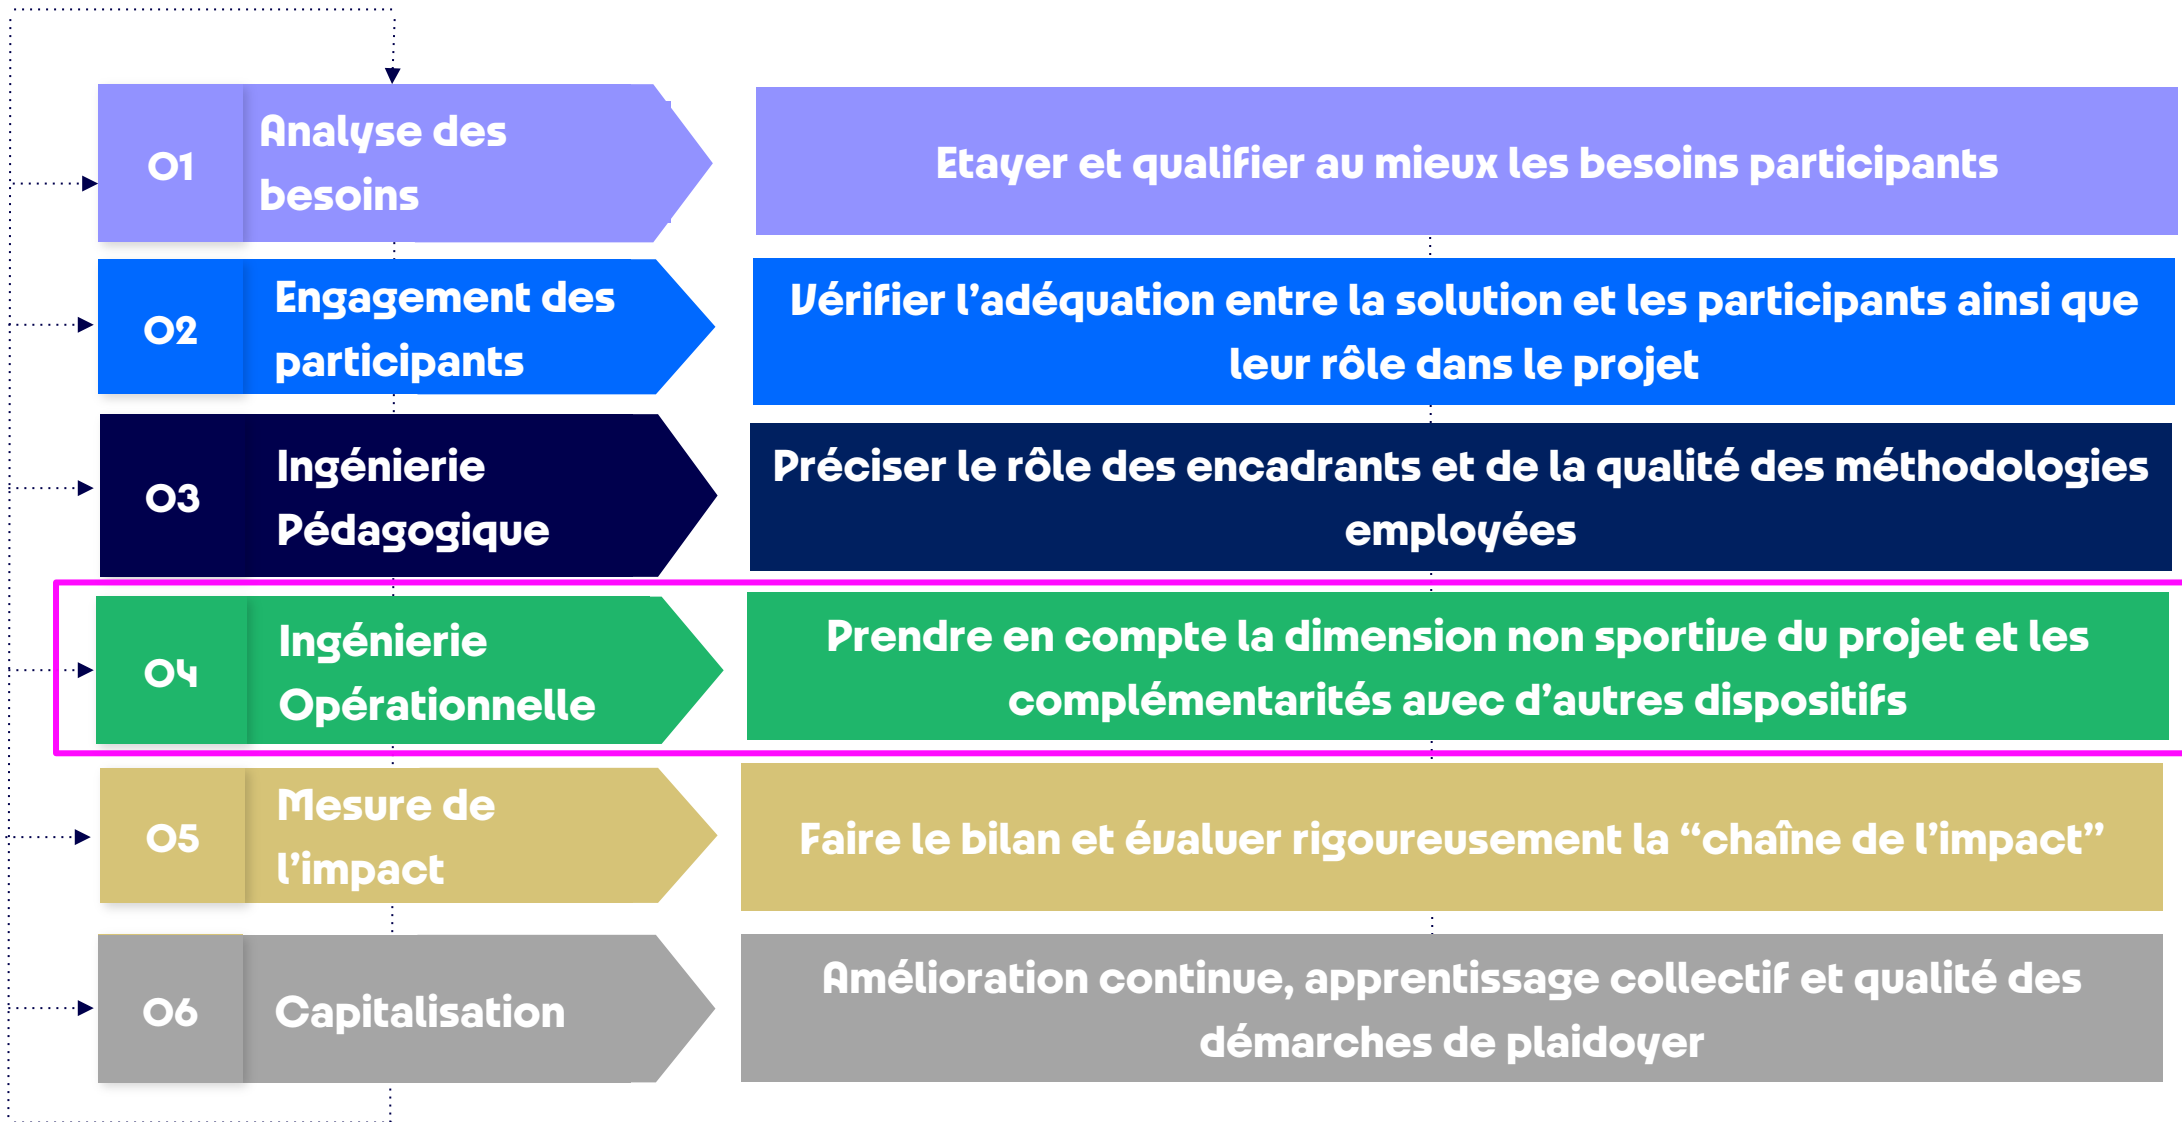 01
Analyse des
besoins
Etayer et qualifier au mieux les besoins participants
02
Engagement des
participants
Vérifier l’adéquation entre la solution et les participants ainsi que
leur rôle dans le projet
03
Ingénierie
Pédagogique
Préciser le rôle des encadrants et de la qualité des méthodologies
employées
04
Ingénierie
Opérationnelle
Prendre en compte la dimension non sportive du projet et les
complémentarités avec d’autres dispositifs
05
Mesure de
l’impact
Faire le bilan et évaluer rigoureusement la “chaîne de l’impact”
06
Capitalisation
Amélioration continue, apprentissage collectif et qualité des
démarches de plaidoyer